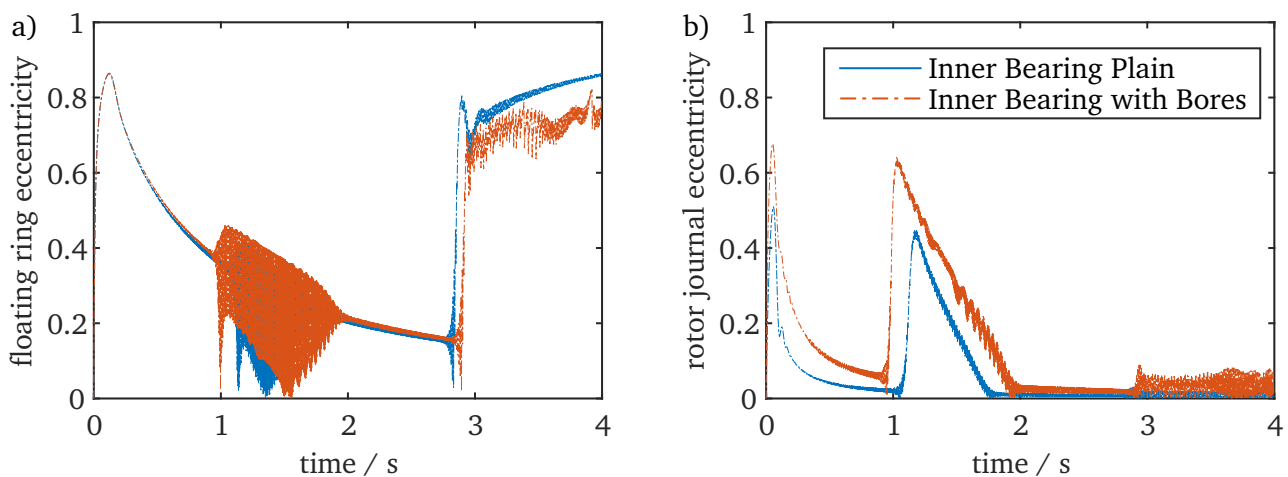 a)
floating ring eccentricity
1
0.8
0.6
0.4
0.2
0
0 1 2 3 4
time / s
b)
rotor journal eccentricity
1
0.8
0.6
0.4
0.2
0
Inner Bearing Plain
Inner Bearing with Bores
0 1 2 3 4
time / s